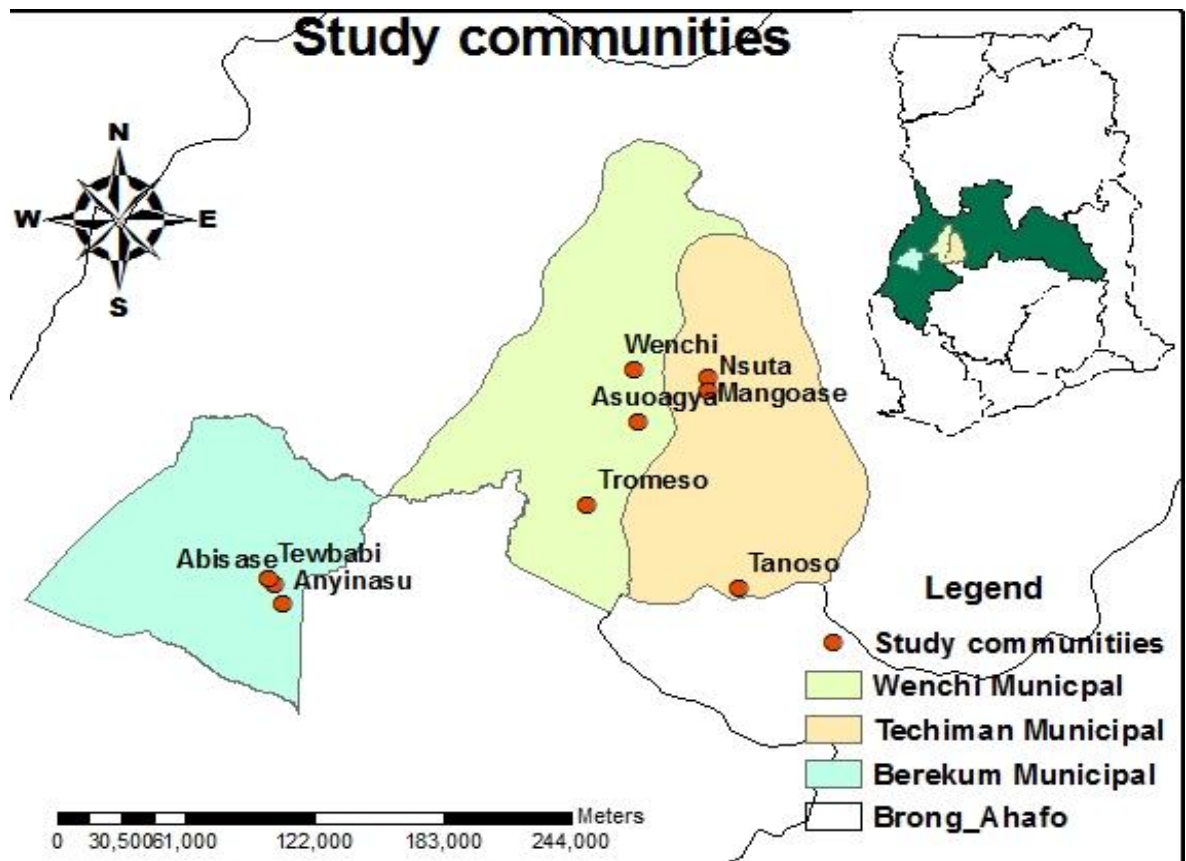 Study communities
N
W
E
S
Wenchi
Nsuta
Asuoagya
Mangoase
Tromeso
Abisase
Tewbabi
Anyinasu
Tanoso
Legend
Study communitiies
Wenchi Municpal
Techiman Municipal
Berekum Municipal
Brong_Ahafo
Meters
0 30,50061,000 122,000 183,000 244,000